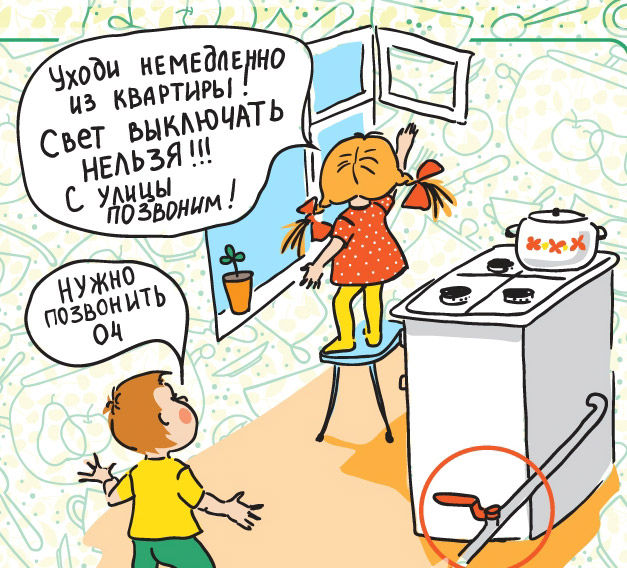 Уходи немедленно
из квартиры!
Свет выключать
нельзя!!!
С улицы
позвоним!
Нужно
позвонить
04